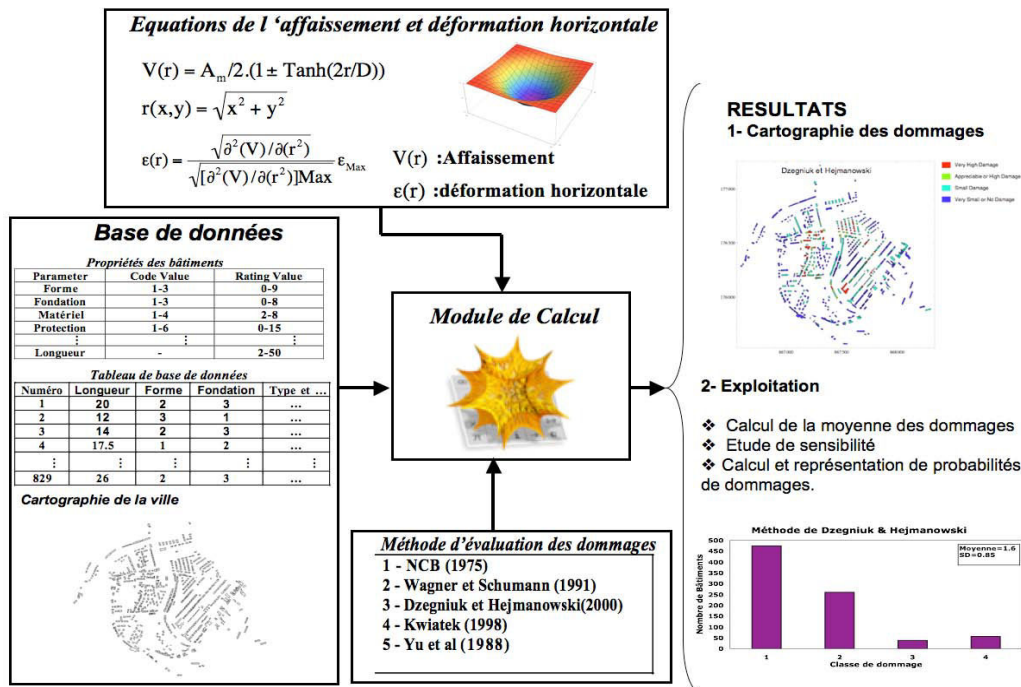 Equations de l ‘affaissement et déformation horizontale
V(r) = Aₘ/2.(1 ± Tanh(2r/D))
r(x,y) = √(x² + y²)
ε(r) = √(∂²(V)/∂(r²)) / √([∂²(V)/∂(r²)]Max) ε_Max
V(r) :Affaissement
ε(r) :déformation horizontale
Base de données
Propriétés des bâtiments
Parameter Code Value Rating Value
Forme 1-3 0-9
Fondation 1-3 0-8
Matériel 1-4 2-8
Protection 1-6 0-15
⋮ ⋮ ⋮
Longueur - 2-50
Tableau de base de données
Numéro Longueur Forme Fondation Type et ...
1 20 2 3 ...
2 12 3 1 ...
3 14 2 3 ...
4 17.5 1 2 ...
⋮ ⋮ ⋮ ⋮ ⋮
829 26 2 3 ...
Cartographie de la ville
Module de Calcul
Méthode d’évaluation des dommages
1 - NCB (1975)
2 - Wagner et Schumann (1991)
3 - Dzegniuk et Hejmanowski(2000)
4 - Kwiatek (1998)
5 - Yu et al (1988)
RESULTATS
1- Cartographie des dommages
Dzegniuk et Hejmanowski
Very High Damage
Appreciable or High Damage
Small Damage
Very Small or No Damage
2- Exploitation
❖ Calcul de la moyenne des dommages
❖ Etude de sensibilité
❖ Calcul et représentation de probabilités
de dommages.
Méthode de Dzegniuk & Hejmanowski
Moyenne=1.6
SD=0.85
Nombre de Bâtiments
500
450
400
350
300
250
200
150
100
50
0
1 2 3 4
Classe de dommage